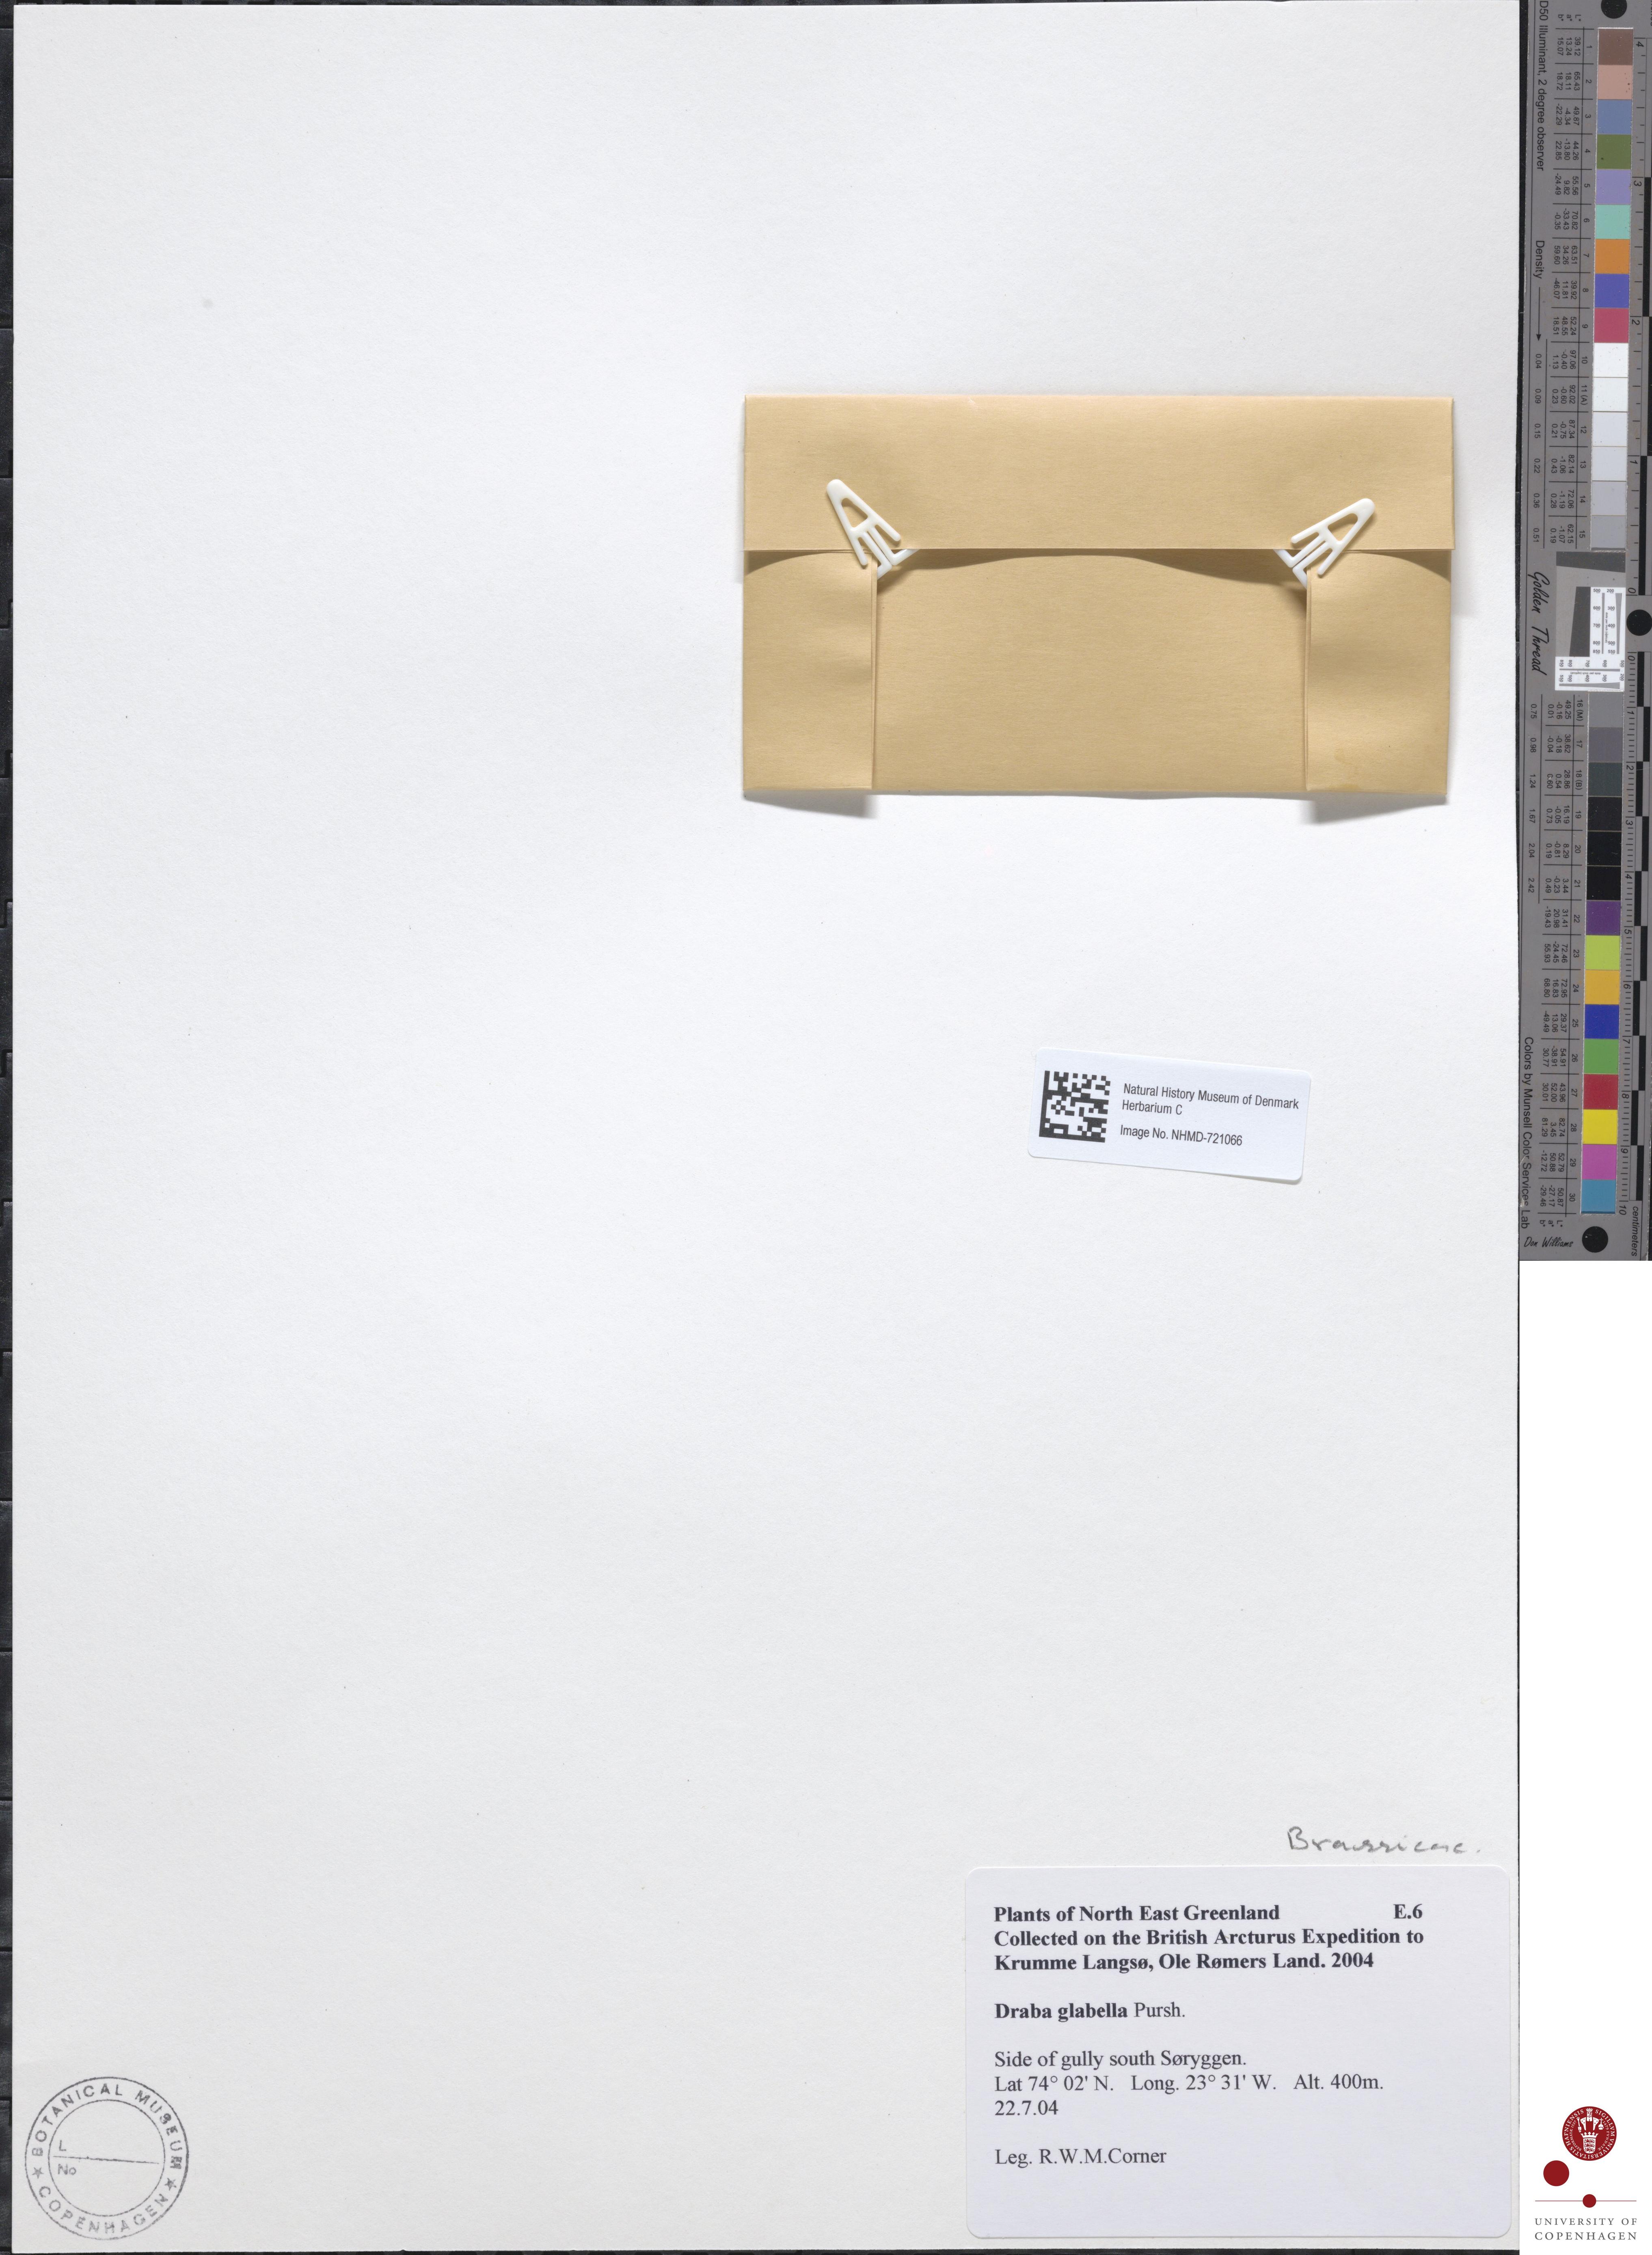 Natural History Museum of Denmark
Herbarium C
Image No. NHMD-721066
Brassicac.
Plants of North East Greenland E.6
Collected on the British Arcturus Expedition to
Krumme Langsø, Ole Rømers Land. 2004
Draba glabella Pursh.
Side of gully south Søryggen.
Lat 74° 02' N. Long. 23° 31' W. Alt. 400m.
22.7.04
Leg. R.W.M.Corner
BOTANICAL MUSEUM
L
No
COPENHAGEN
D50 Illuminant, 2 degree observer
Density
Golden Thread
Colors by Munsell Color Services Lab
Don Williams
centimeters
UNIVERSITY OF
COPENHAGEN